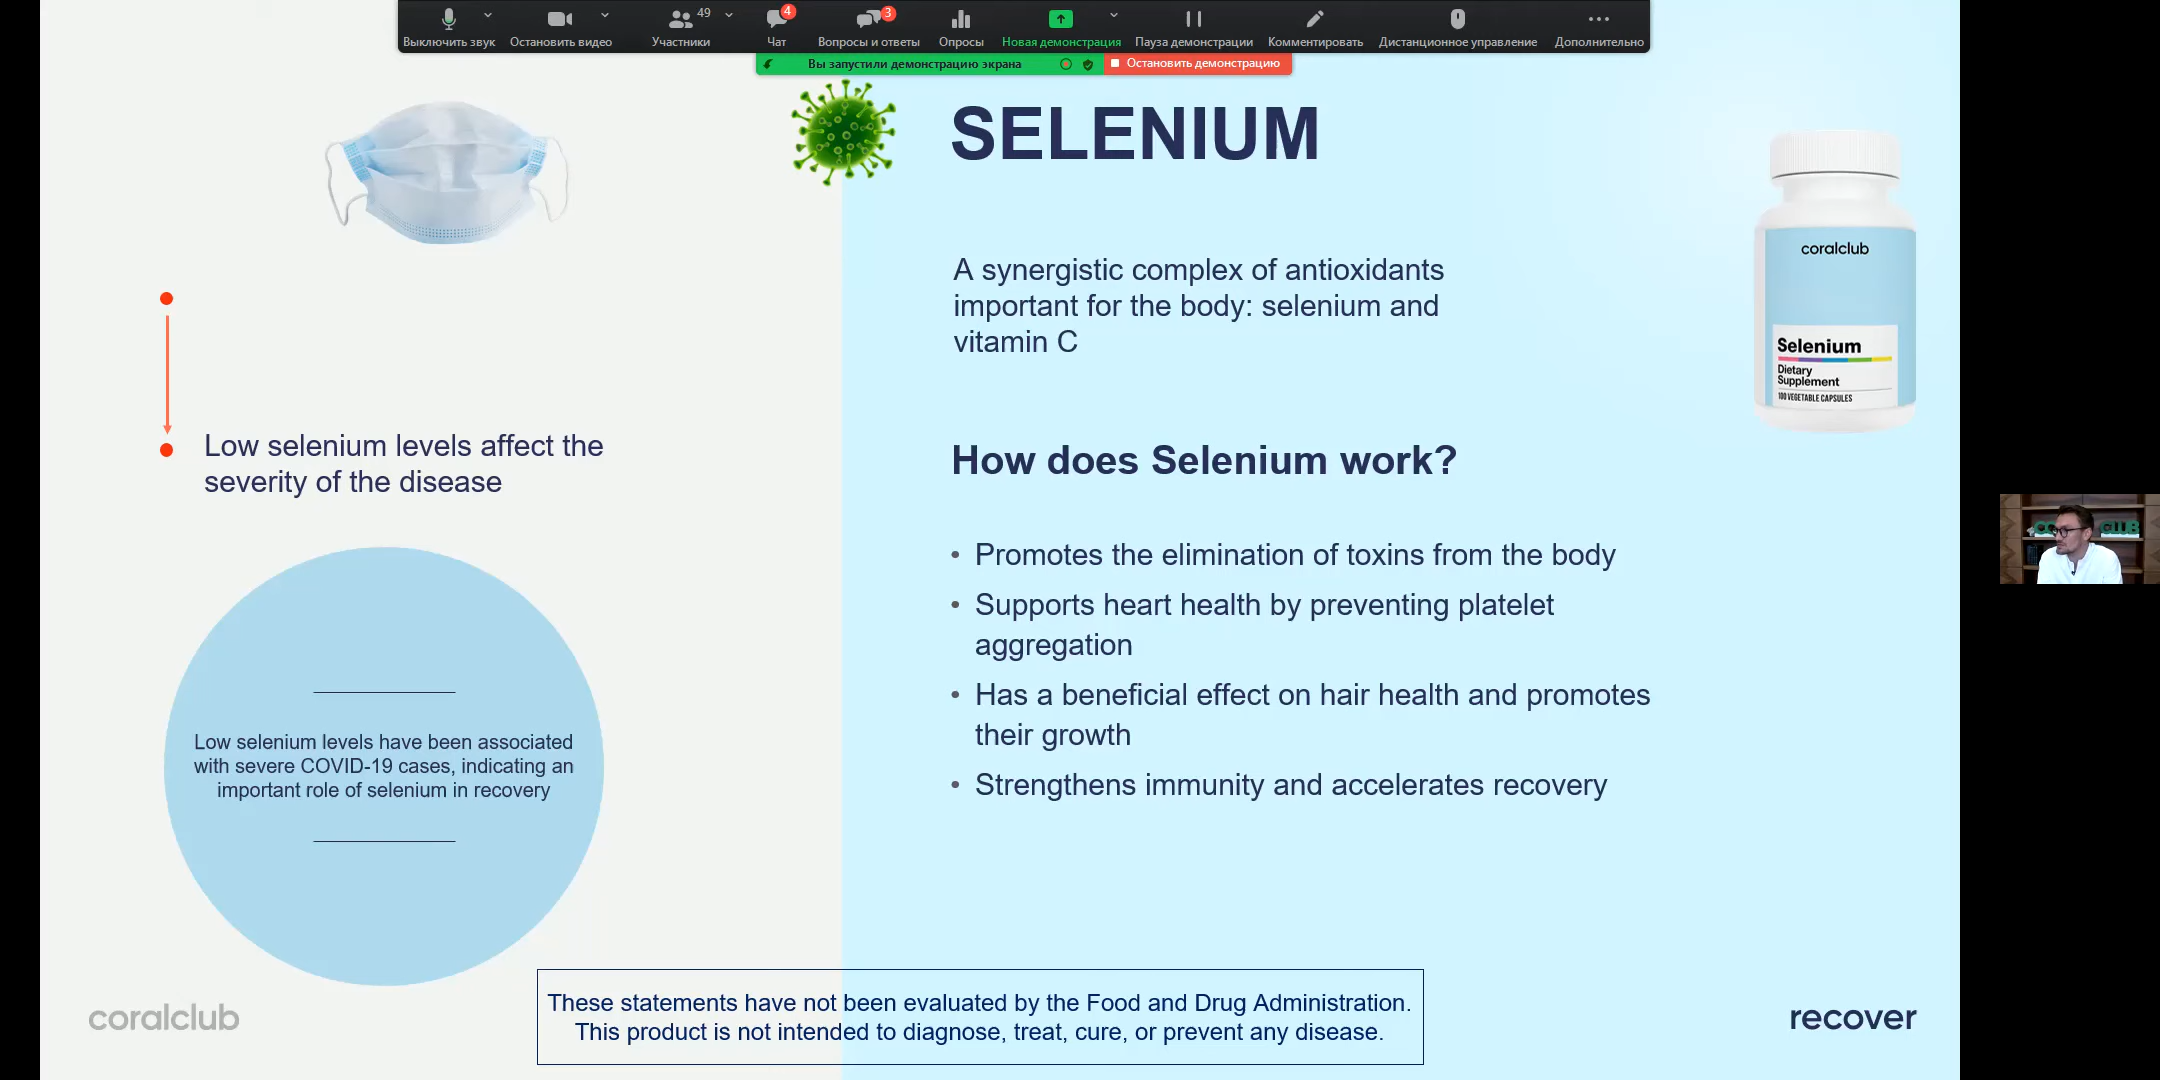 Выключить звук
Остановить видео
49
Участники
4
Чат
3
Вопросы и ответы
Опросы
Новая демонстрация
Пауза демонстрации
Комментировать
Дистанционное управление
Дополнительно
Вы запустили демонстрацию экрана
Остановить демонстрацию
SELENIUM
A synergistic complex of antioxidants
important for the body: selenium and
vitamin C
coralclub
Selenium
Dietary
Supplement
100 VEGETABLE CAPSULES
Low selenium levels affect the
severity of the disease
How does Selenium work?
• Promotes the elimination of toxins from the body
• Supports heart health by preventing platelet
aggregation
• Has a beneficial effect on hair health and promotes
their growth
• Strengthens immunity and accelerates recovery
Low selenium levels have been associated
with severe COVID-19 cases, indicating an
important role of selenium in recovery
coralclub
These statements have not been evaluated by the Food and Drug Administration.
This product is not intended to diagnose, treat, cure, or prevent any disease.
recover
CLUB